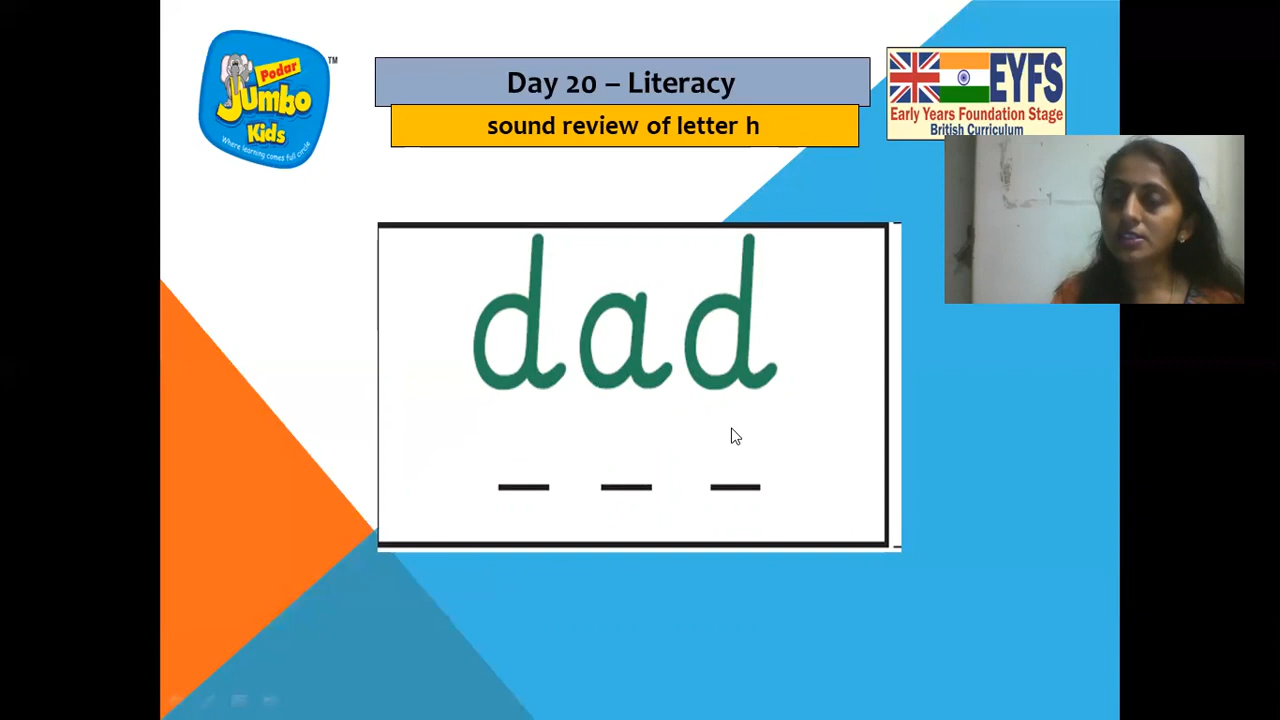 Podar
Jumbo
Kids
Where learning comes full circle
TM
Day 20 – Literacy
sound review of letter h
EYFS
Early Years Foundation Stage
British Curriculum
dad